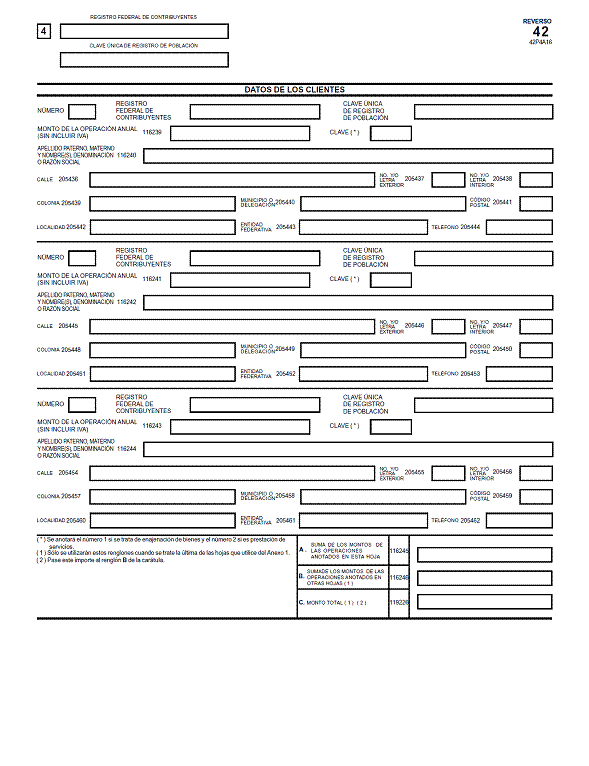 REGISTRO FEDERAL DE CONTRIBUYENTES
4
CLAVE ÚNICA DE REGISTRO DE POBLACIÓN
REVERSO
42
42P4A16
DATOS DE LOS CLIENTES
NÚMERO
REGISTRO
FEDERAL DE
CONTRIBUYENTES
CLAVE ÚNICA
DE REGISTRO
DE POBLACIÓN
MONTO DE LA OPERACIÓN ANUAL
(SIN INCLUIR IVA)
116239
CLAVE ( * )
APELLIDO PATERNO, MATERNO
Y NOMBRE(S), DENOMINACIÓN 116240
O RAZÓN SOCIAL
CALLE 205436
NO. Y/O
LETRA
EXTERIOR
205437
NO. Y/O
LETRA
INTERIOR
205438
COLONIA 205439
MUNICIPIO O
DELEGACIÓN
205440
CÓDIGO
POSTAL
205441
LOCALIDAD 205442
ENTIDAD
FEDERATIVA
205443
TELÉFONO 205444
NÚMERO
REGISTRO
FEDERAL DE
CONTRIBUYENTES
CLAVE ÚNICA
DE REGISTRO
DE POBLACIÓN
MONTO DE LA OPERACIÓN ANUAL
(SIN INCLUIR IVA)
116241
CLAVE ( * )
APELLIDO PATERNO, MATERNO
Y NOMBRE(S), DENOMINACIÓN 116242
O RAZÓN SOCIAL
CALLE 205445
NO. Y/O
LETRA
EXTERIOR
205446
NO. Y/O
LETRA
INTERIOR
205447
COLONIA 205448
MUNICIPIO O
DELEGACIÓN
205449
CÓDIGO
POSTAL
205450
LOCALIDAD 205451
ENTIDAD
FEDERATIVA
205452
TELÉFONO 205453
NÚMERO
REGISTRO
FEDERAL DE
CONTRIBUYENTES
CLAVE ÚNICA
DE REGISTRO
DE POBLACIÓN
MONTO DE LA OPERACIÓN ANUAL
(SIN INCLUIR IVA)
116243
CLAVE ( * )
APELLIDO PATERNO, MATERNO
Y NOMBRE(S), DENOMINACIÓN 116244
O RAZÓN SOCIAL
CALLE 205454
NO. Y/O
LETRA
EXTERIOR
205455
NO. Y/O
LETRA
INTERIOR
205456
COLONIA 205457
MUNICIPIO O
DELEGACIÓN
205458
CÓDIGO
POSTAL
205459
LOCALIDAD 205460
ENTIDAD
FEDERATIVA
205461
TELÉFONO 205462
( * ) Se anotará el número 1 si se trata de enajenación de bienes y el número 2 si es prestación de
servicios.
( 1 ) Sólo se utilizarán estos renglones cuando se trate la última de las hojas que utilice del Anexo 1.
( 2 ) Pase este importe al renglón B de la carátula.
A. SUMA DE LOS MONTOS DE
LAS OPERACIONES
ANOTADOS EN ESTA HOJA
116245
B. SUMADE LOS MONTOS DE LAS
OPERACIONES ANOTADOS EN
OTRAS HOJAS ( 1 )
116246
C. MONTO TOTAL ( 1 ) ( 2 )
119226